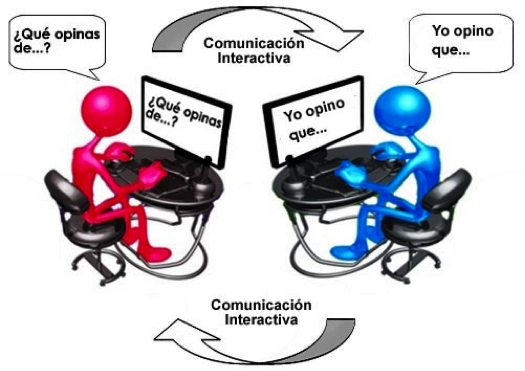 ¿Qué opinas
de...?
Comunicación
Interactiva
Yo opino
que...
¿Qué opinas
de...?
Yo opino
que...
Comunicación
Interactiva